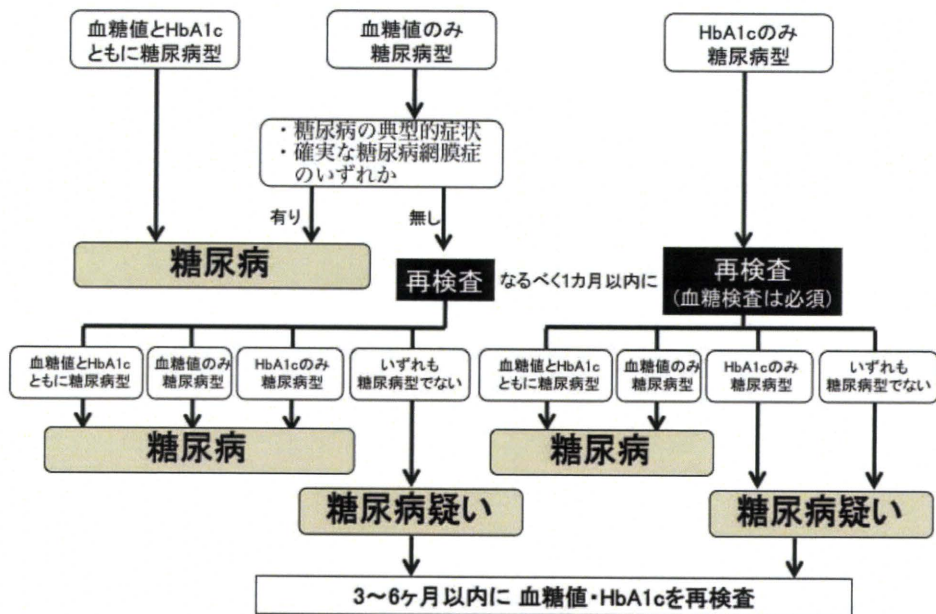 血糖値とHbA1c
ともに糖尿病型
血糖値のみ
糖尿病型
HbA1cのみ
糖尿病型
・糖尿病の典型的症状
・確実な糖尿病網膜症
のいずれか
有り
無し
糖尿病
再検査
なるべく1カ月以内に
再検査
(血糖検査は必須)
血糖値とHbA1c
ともに糖尿病型
血糖値のみ
糖尿病型
HbA1cのみ
糖尿病型
いずれも
糖尿病型でない
血糖値とHbA1c
ともに糖尿病型
血糖値のみ
糖尿病型
HbA1cのみ
糖尿病型
いずれも
糖尿病型でない
糖尿病
糖尿病
糖尿病疑い
糖尿病疑い
3～6ヶ月以内に 血糖値・HbA1cを再検査